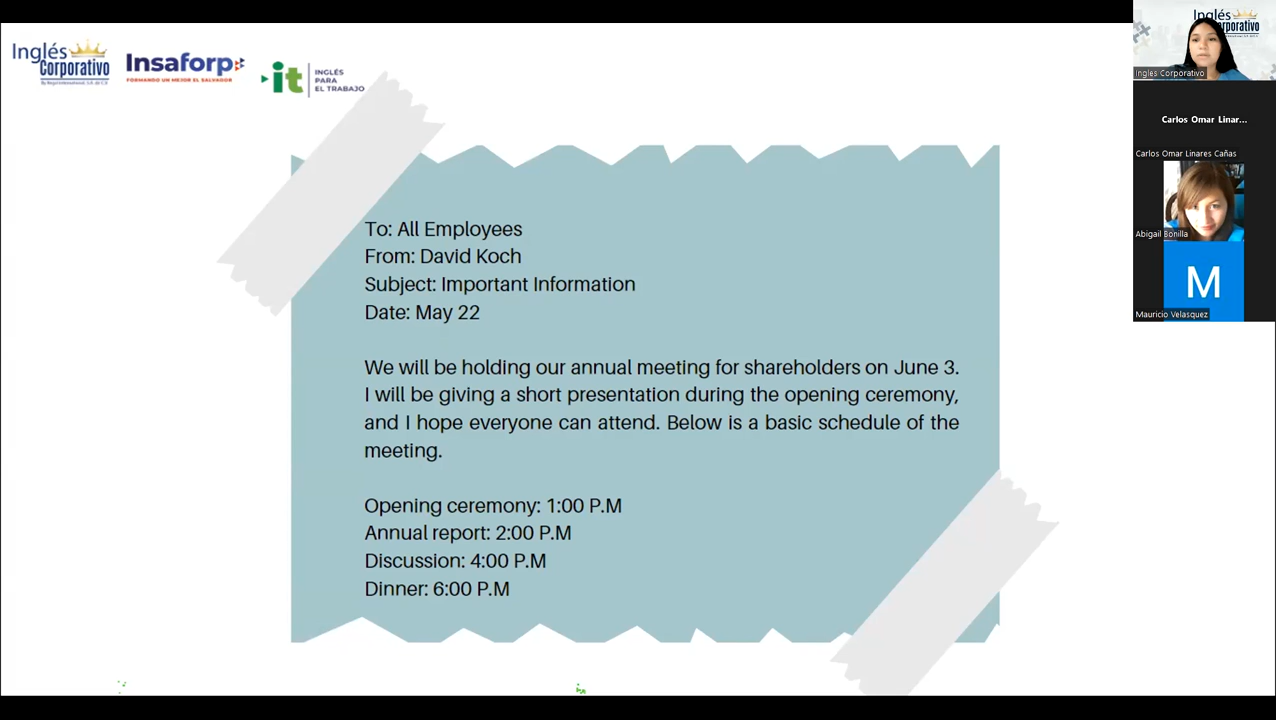 Inglés
Corporativo
Insaforp
FORMANDO UN MEJOR EL SALVADOR
it
INGLÉS
PARA
EL TRABAJO
To: All Employees
From: David Koch
Subject: Important Information
Date: May 22
We will be holding our annual meeting for shareholders on June 3.
I will be giving a short presentation during the opening ceremony,
and I hope everyone can attend. Below is a basic schedule of the
meeting.
Opening ceremony: 1:00 P.M
Annual report: 2:00 P.M
Discussion: 4:00 P.M
Dinner: 6:00 P.M
Inglés
Corporativo
Ingles Corporativo
Carlos Omar Linar...
Carlos Omar Linares Cañas
Abigail Bonilla
M
Mauricio Velasquez